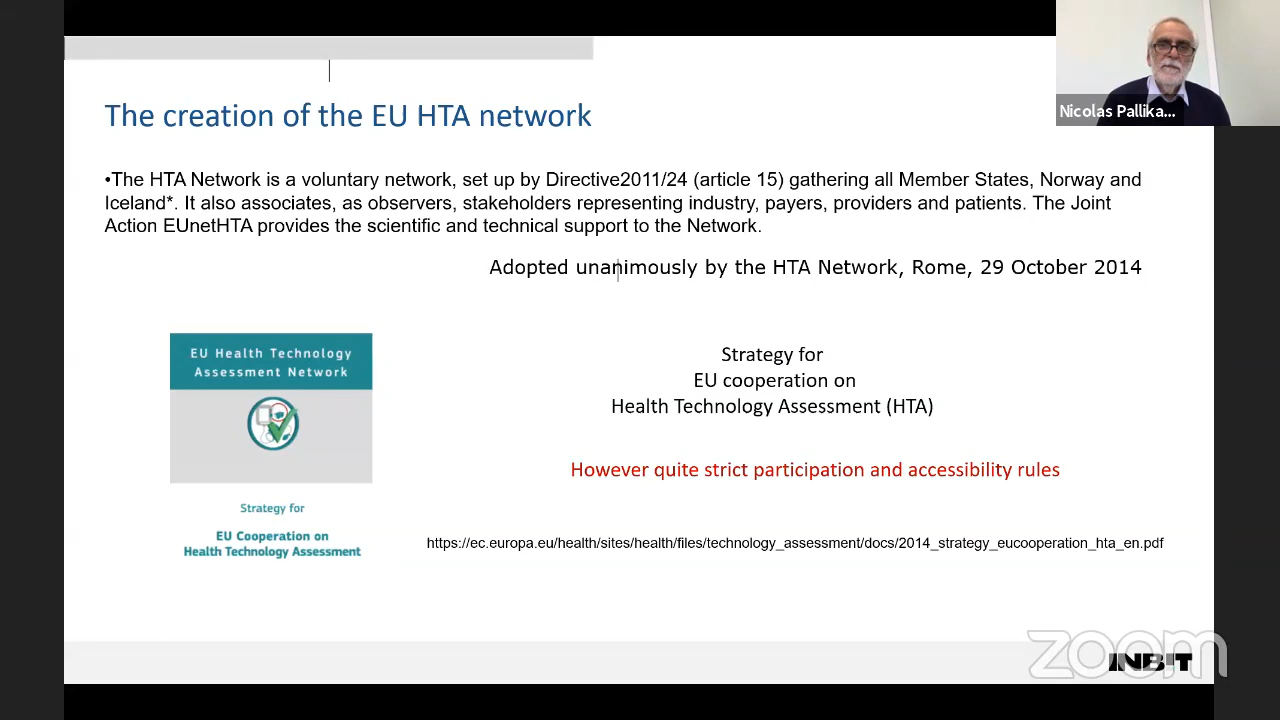 Nicolas Pallika...
The creation of the EU HTA network
•The HTA Network is a voluntary network, set up by Directive2011/24 (article 15) gathering all Member States, Norway and
Iceland*. It also associates, as observers, stakeholders representing industry, payers, providers and patients. The Joint
Action EUnetHTA provides the scientific and technical support to the Network.
Adopted unanimously by the HTA Network, Rome, 29 October 2014
EU Health Technology
Assessment Network
Strategy for
EU Cooperation on
Health Technology Assessment
Strategy for
EU cooperation on
Health Technology Assessment (HTA)
However quite strict participation and accessibility rules
https://ec.europa.eu/health/sites/health/files/technology_assessment/docs/2014_strategy_eucooperation_hta_en.pdf
zoom
INB!T